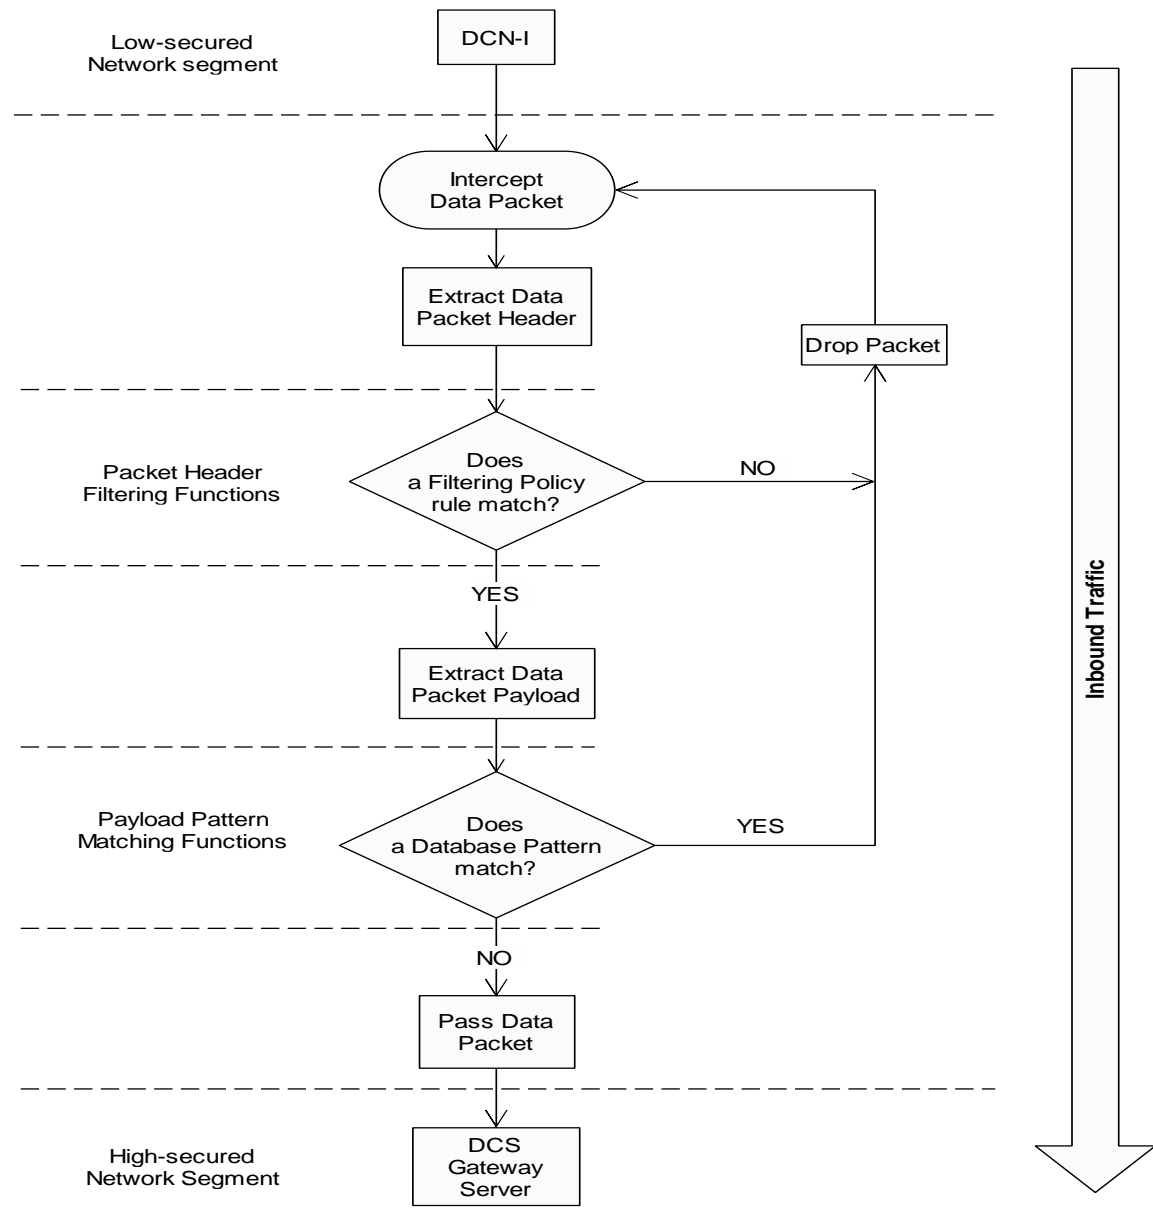 DCN-I
Low-secured
Network segment
Intercept
Data Packet
Extract Data
Packet Header
Drop Packet
Does
a Filtering Policy
rule match?
NO
Packet Header
Filtering Functions
YES
Extract Data
Packet Payload
Inbound Traffic
Does
a Database Pattern
match?
YES
Payload Pattern
Matching Functions
NO
Pass Data
Packet
DCS
Gateway
Server
High-secured
Network Segment